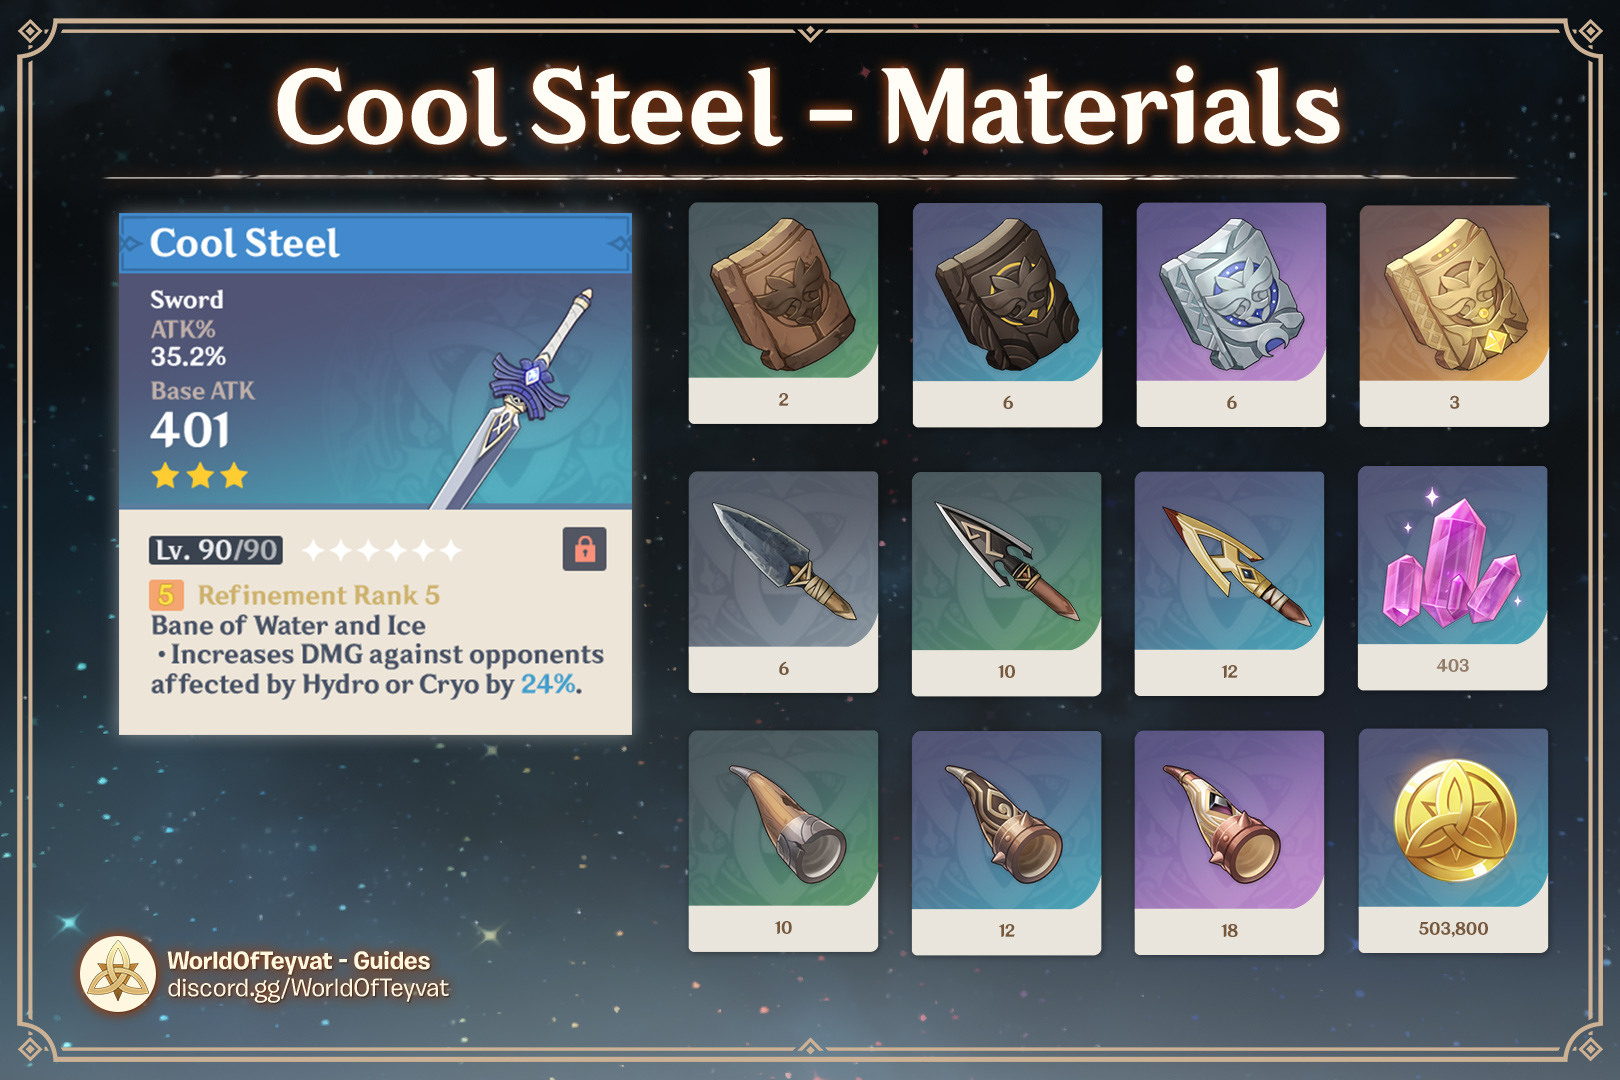 Cool Steel – Materials
Cool Steel
Sword
ATK%
35.2%
Base ATK
401
Lv. 90/90
5 Refinement Rank 5
Bane of Water and Ice
• Increases DMG against opponents
affected by Hydro or Cryo by 24%.
2
6
6
3
6
10
12
403
10
12
18
503,800
WorldOfTeyvat - Guides
discord.gg/WorldOfTeyvat